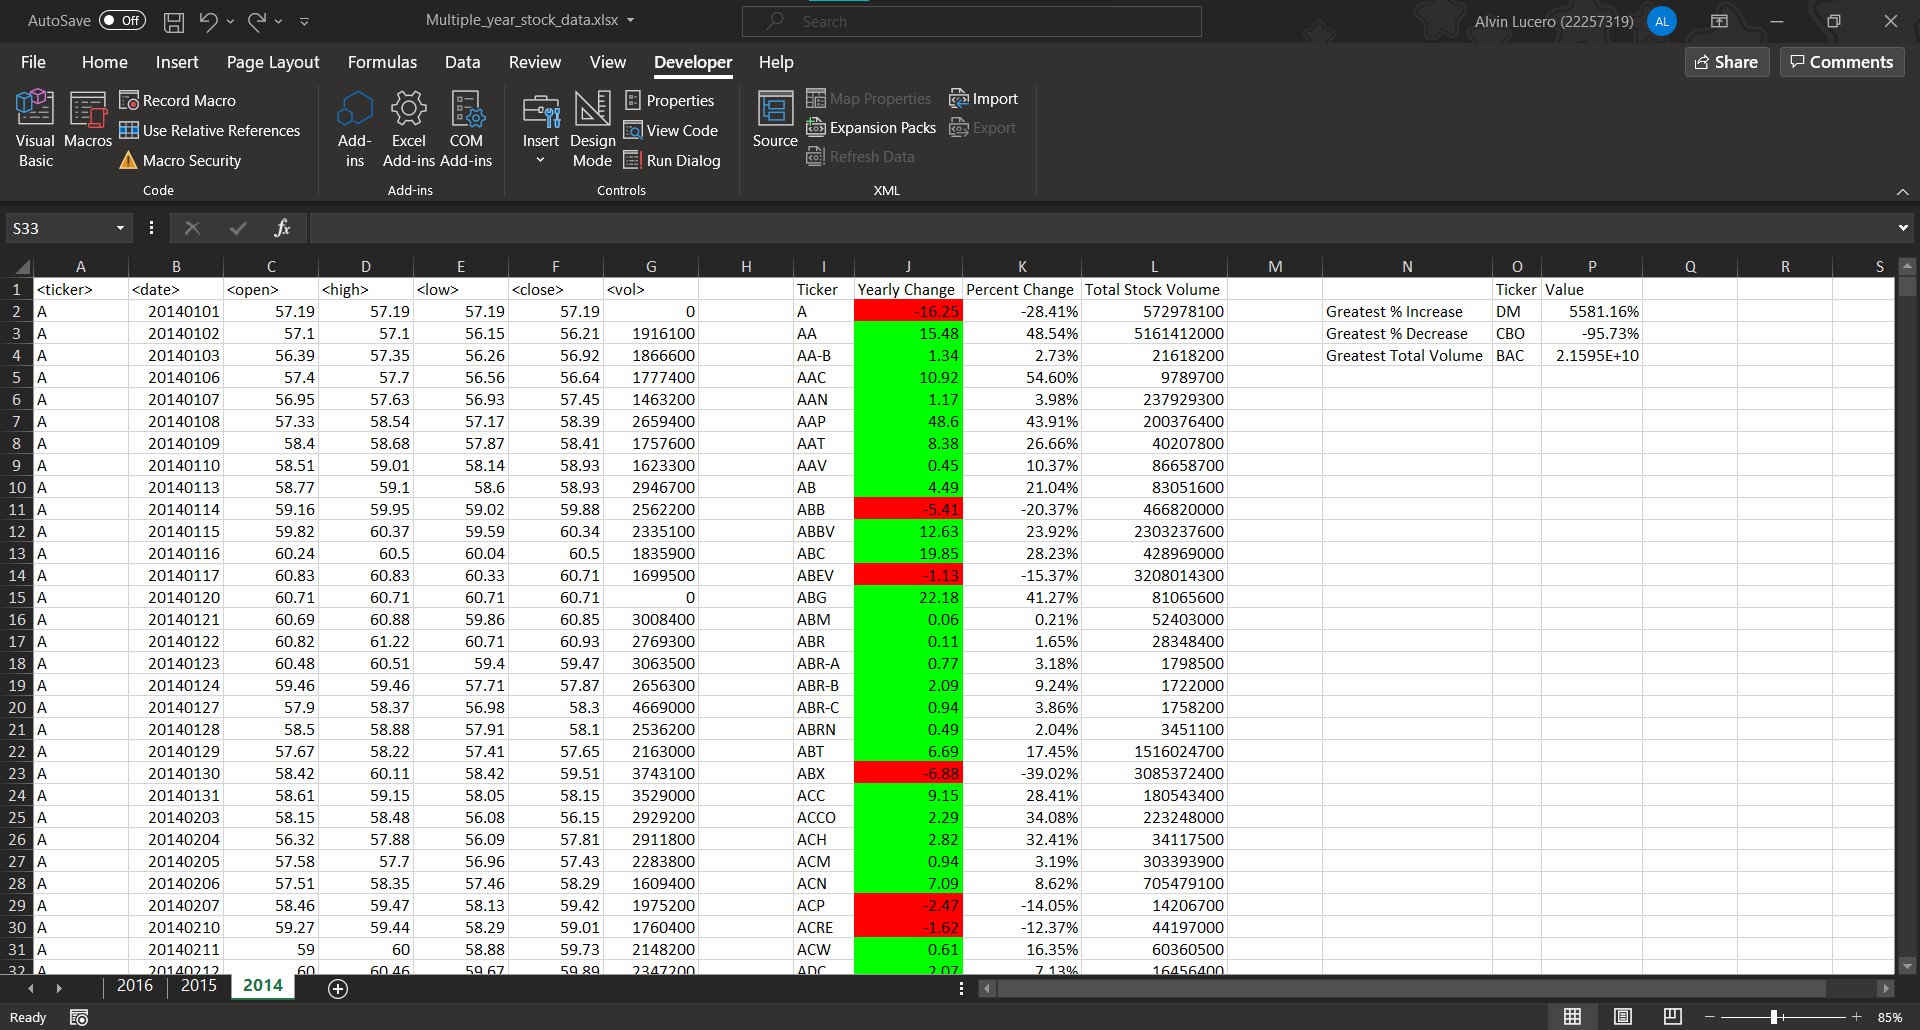 AutoSave Off Multiple_year_stock_data.xlsx Search Alvin Lucero (22257319) AL
File Home Insert Page Layout Formulas Data Review View Developer Help Share Comments
Visual Basic
Macros
Record Macro
Use Relative References
Macro Security
Code
Add-ins
Excel Add-ins
COM Add-ins
Add-ins
Insert
Design Mode
Properties
View Code
Run Dialog
Controls
Source
Map Properties
Expansion Packs
Refresh Data
Import
Export
XML
S33 fx
A B C D E F G H I J K L M N O P Q R S
1 <ticker> <date> <open> <high> <low> <close> <vol> Ticker Yearly Change Percent Change Total Stock Volume Ticker Value
2 A 20140101 57.19 57.19 57.19 57.19 0 A -16.25 -28.41% 572978100 Greatest % Increase DM 5581.16%
3 A 20140102 57.1 57.1 56.15 56.21 1916100 AA 15.48 48.54% 5161412000 Greatest % Decrease CBO -95.73%
4 A 20140103 56.39 57.35 56.26 56.92 1866600 AA-B 1.34 2.73% 21618200 Greatest Total Volume BAC 2.1595E+10
5 A 20140106 57.4 57.7 56.56 56.64 1777400 AAC 10.92 54.60% 9789700
6 A 20140107 56.95 57.63 56.93 57.45 1463200 AAN 1.17 3.98% 237929300
7 A 20140108 57.33 58.54 57.17 58.39 2659400 AAP 48.6 43.91% 200376400
8 A 20140109 58.4 58.68 57.87 58.41 1757600 AAT 8.38 26.66% 40207800
9 A 20140110 58.51 59.01 58.14 58.93 1623300 AAV 0.45 10.37% 86658700
10 A 20140113 58.77 59.1 58.6 58.93 2946700 AB 4.49 21.04% 83051600
11 A 20140114 59.16 59.95 59.02 59.88 2562200 ABB -5.41 -20.37% 466820000
12 A 20140115 59.82 60.37 59.59 60.34 2335100 ABBV 12.63 23.92% 2303237600
13 A 20140116 60.24 60.5 60.04 60.5 1835900 ABC 19.85 28.23% 428969000
14 A 20140117 60.83 60.83 60.33 60.71 1699500 ABEV -1.13 -15.37% 3208014300
15 A 20140120 60.71 60.71 60.71 60.71 0 ABG 22.18 41.27% 81065600
16 A 20140121 60.69 60.88 59.86 60.85 3008400 ABM 0.06 0.21% 52403000
17 A 20140122 60.82 61.22 60.71 60.93 2769300 ABR 0.11 1.65% 28348400
18 A 20140123 60.48 60.51 59.4 59.47 3063500 ABR-A 0.77 3.18% 1798500
19 A 20140124 59.46 59.46 57.71 57.87 2656300 ABR-B 2.09 9.24% 1722000
20 A 20140127 57.9 58.37 56.98 58.3 4669000 ABR-C 0.94 3.86% 1758200
21 A 20140128 58.5 58.88 57.91 58.1 2536200 ABRN 0.49 2.04% 3451100
22 A 20140129 57.67 58.22 57.41 57.65 2163000 ABT 6.69 17.45% 1516024700
23 A 20140130 58.42 60.11 58.42 59.51 3743100 ABX -6.88 -39.02% 3085372400
24 A 20140131 58.61 59.15 58.05 58.15 3529000 ACC 9.15 28.41% 180543400
25 A 20140203 58.15 58.48 56.08 56.15 2929200 ACCO 2.29 34.08% 223248000
26 A 20140204 56.32 57.88 56.09 57.81 2911800 ACH 2.82 32.41% 34117500
27 A 20140205 57.58 57.7 56.96 57.43 2283800 ACM 0.94 3.19% 303393900
28 A 20140206 57.51 58.35 57.46 58.29 1609400 ACN 7.09 8.62% 705479100
29 A 20140207 58.46 59.47 58.13 59.42 1975200 ACP -2.47 -14.05% 14206700
30 A 20140210 59.27 59.44 58.29 59.01 1760400 ACRE -1.62 -12.37% 44197000
31 A 20140211 59 60 58.88 59.73 2148200 ACW 0.61 16.35% 60360500
32 A 20140212 60 60.46 59.67 59.89 2347200 ADC 2.07 7.13% 16456400
2016 2015 2014
Ready 85%